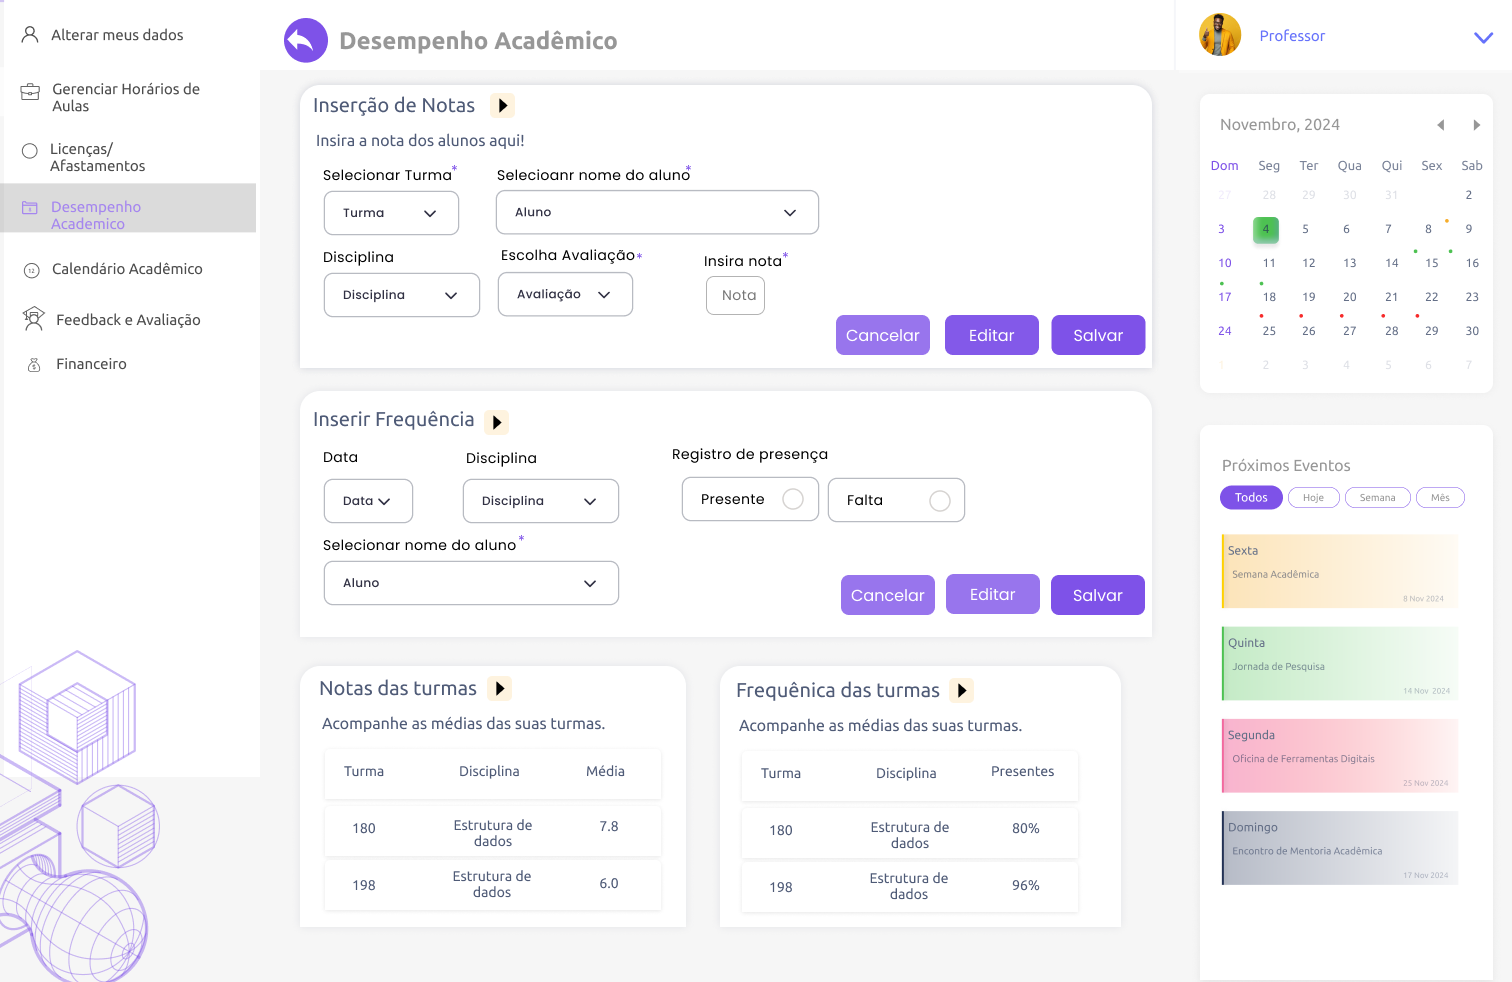 Alterar meus dados
Gerenciar Horários de
Aulas
Licenças/
Afastamentos
Desempenho
Academico
12
Calendário Acadêmico
Feedback e Avaliação
Financeiro
Desempenho Acadêmico
Professor
Inserção de Notas
Insira a nota dos alunos aqui!
Selecionar Turma*
Selecioanr nome do aluno*
Turma
Aluno
Disciplina
Escolha Avaliação*
Insira nota*
Disciplina
Avaliação
Nota
Cancelar
Editar
Salvar
Inserir Frequência
Data
Disciplina
Registro de presença
Data
Disciplina
Presente
Falta
Selecionar nome do aluno*
Aluno
Cancelar
Editar
Salvar
Notas das turmas
Acompanhe as médias das suas turmas.
Turma Disciplina Média
180 Estrutura de dados 7.8
198 Estrutura de dados 6.0
Frequênica das turmas
Acompanhe as médias das suas turmas.
Turma Disciplina Presentes
180 Estrutura de dados 80%
198 Estrutura de dados 96%
Novembro, 2024
Dom Seg Ter Qua Qui Sex Sab
27 28 29 30 31 2
3 4 5 6 7 8 9
10 11 12 13 14 15 16
17 18 19 20 21 22 23
24 25 26 27 28 29 30
1 2 3 4 5 6 7
Próximos Eventos
Todos Hoje Semana Mês
Sexta
Semana Acadêmica
8 Nov 2024
Quinta
Jornada de Pesquisa
14 Nov 2024
Segunda
Oficina de Ferramentas Digitais
25 Nov 2024
Domingo
Encontro de Mentoria Acadêmica
17 Nov 2024